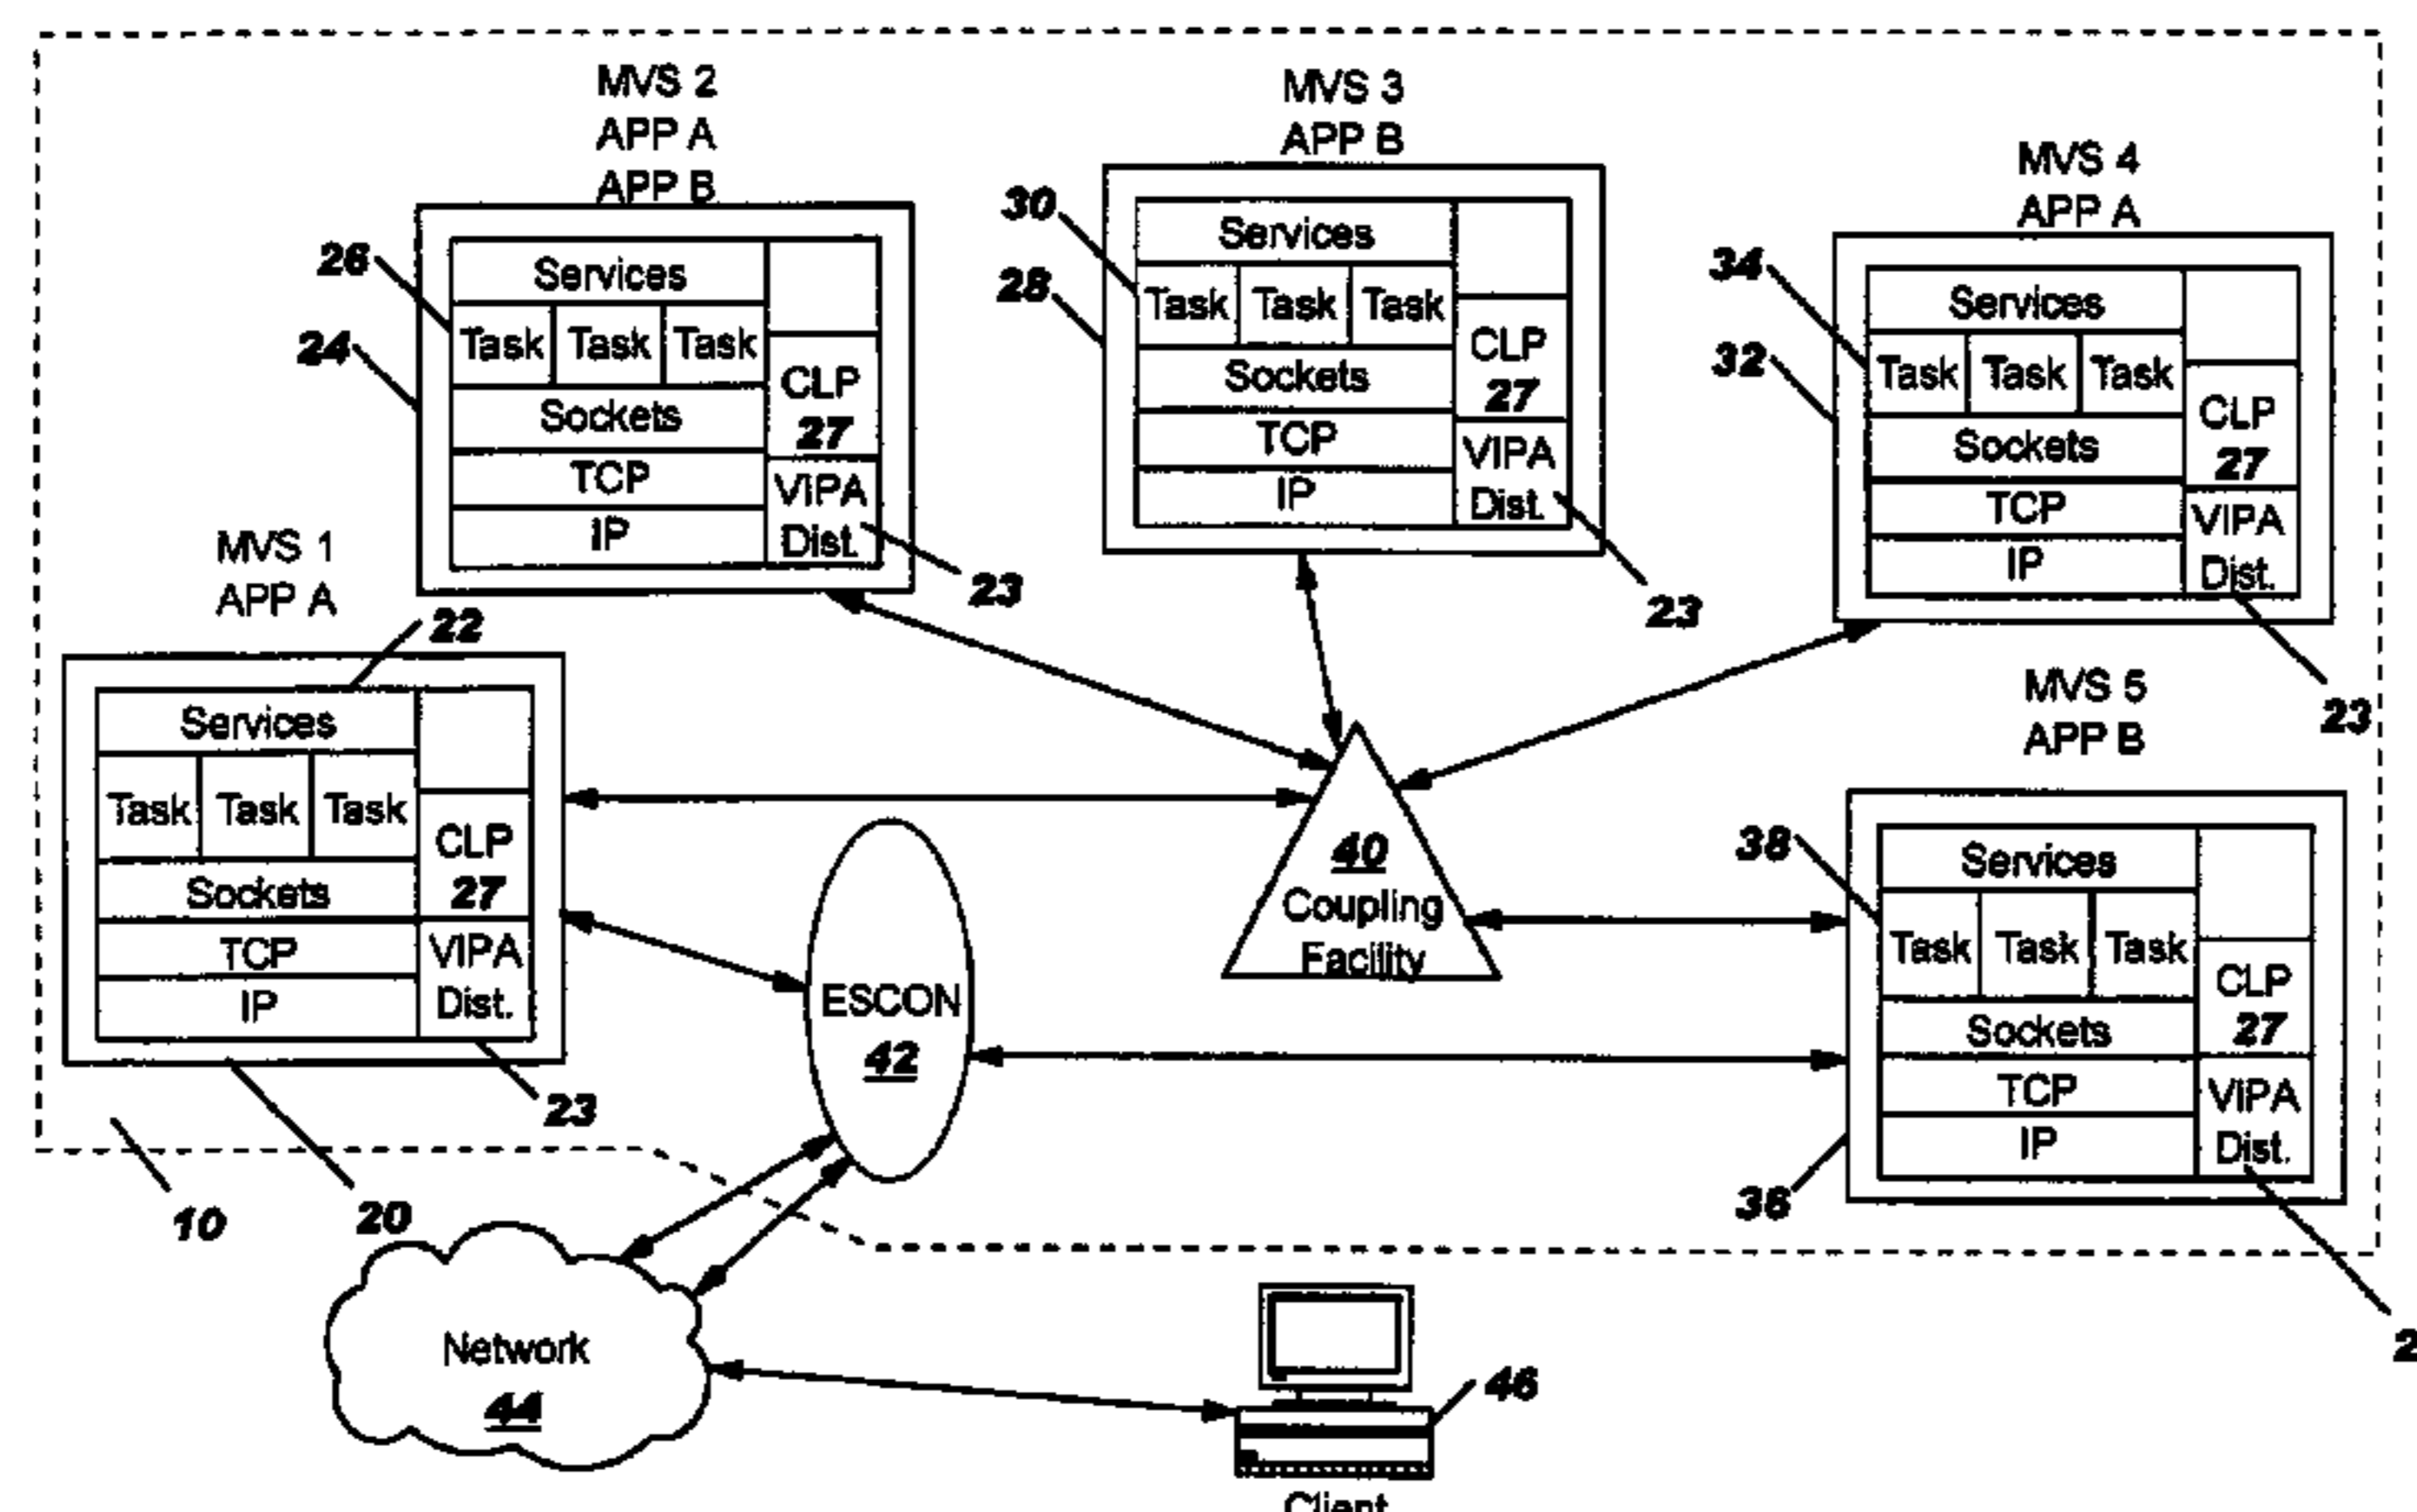 MVS 2
APP A
APP B
26
24
Services
Task Task Task
Sockets
TCP
IP
CLP
27
VIPA
Dist.
23
MVS 3
APP B
30
28
Services
Task Task Task
Sockets
TCP
IP
CLP
27
VIPA
Dist.
23
MVS 4
APP A
34
32
Services
Task Task Task
Sockets
TCP
IP
CLP
27
VIPA
Dist.
23
MVS 1
APP A
22
Services
Task Task Task
Sockets
TCP
IP
CLP
27
VIPA
Dist.
23
20
10
40
Coupling
Facility
ESCON
42
MVS 5
APP B
38
36
Services
Task Task Task
Sockets
TCP
IP
CLP
27
VIPA
Dist.
Network
44
46
Client